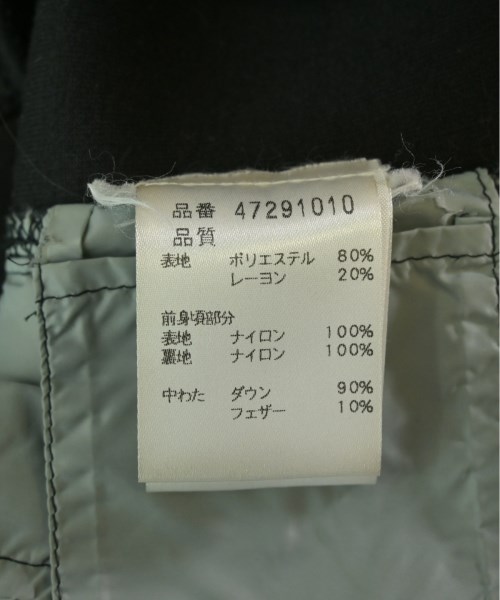 品番 47291010
品質
表地 ポリエステル 80%
レーヨン 20%
前身頃部分
表地 ナイロン 100%
裏地 ナイロン 100%
中わた ダウン 90%
フェザー 10%